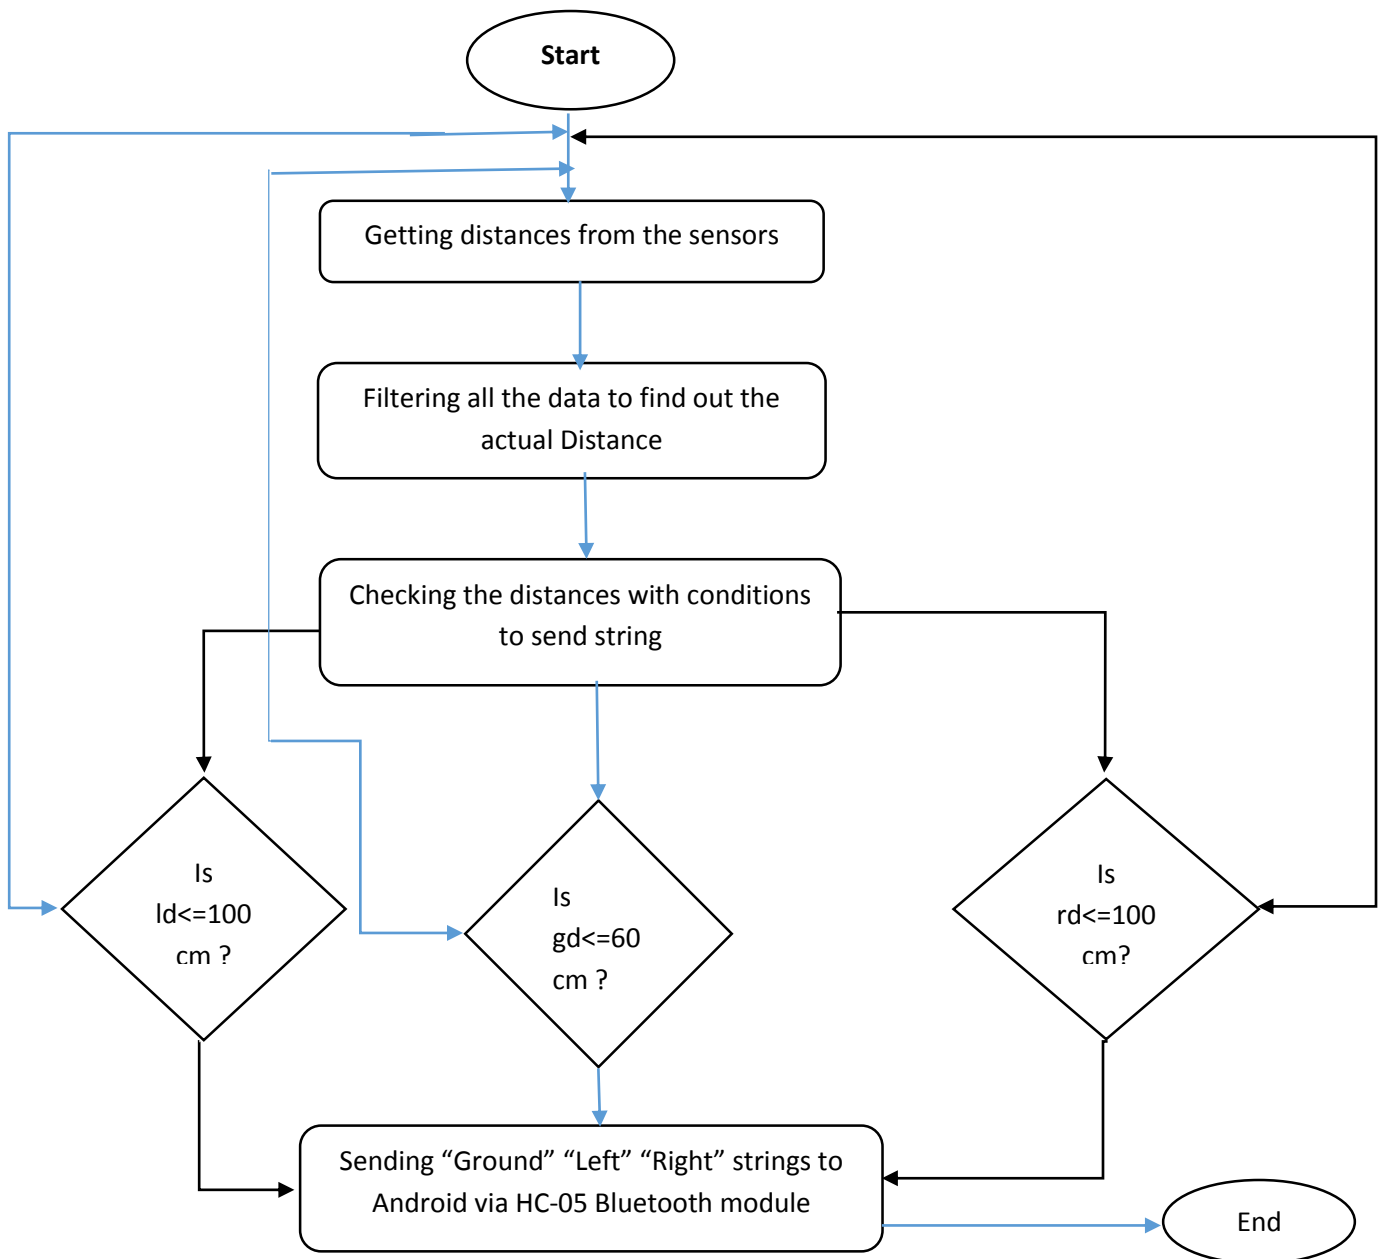 Start
Getting distances from the sensors
Filtering all the data to find out the
actual Distance
Checking the distances with conditions
to send string
Is
ld<=100
cm ?
Is
gd<=60
cm ?
Is
rd<=100
cm?
Sending “Ground” “Left” “Right” strings to
Android via HC-05 Bluetooth module
End